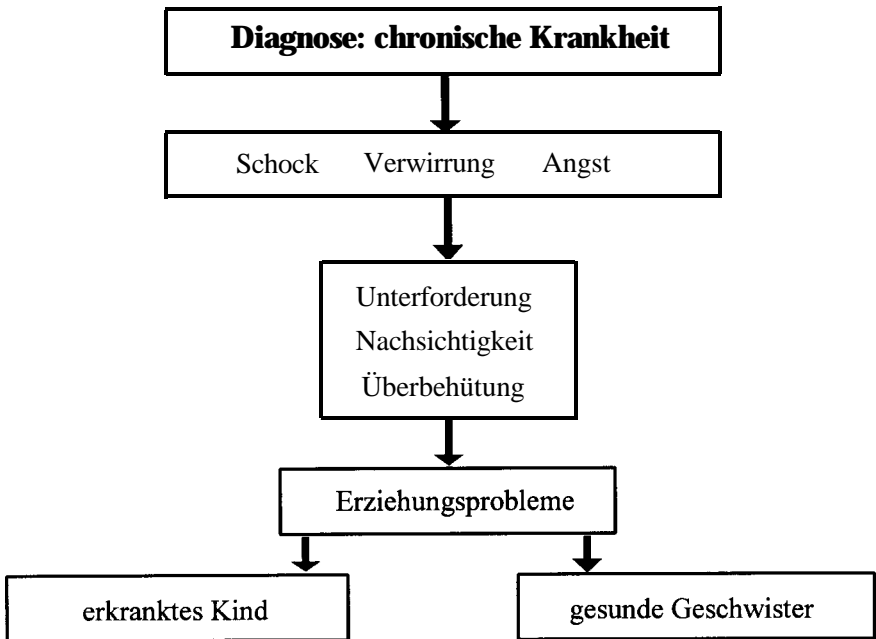 Diagnose: chronische Krankheit
Schock Verwirrung Angst
Unterforderung
Nachsichtigkeit
Überbehütung
Erziehungsprobleme
erkranktes Kind
gesunde Geschwister